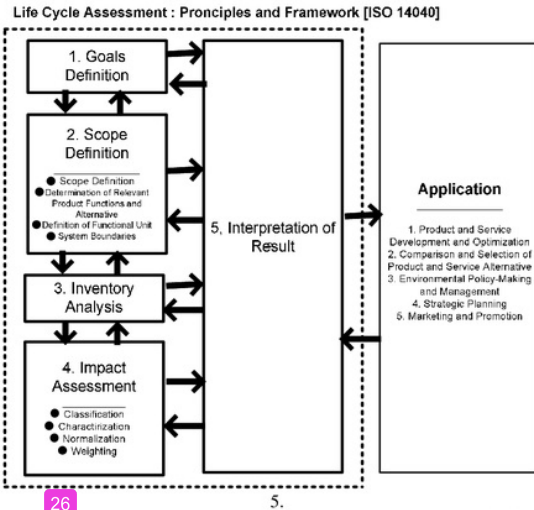 Life Cycle Assessment : Pronciples and Framework [ISO 14040]
1. Goals
Definition
2. Scope
Definition
Scope Definition
Determination of Relevant
Product Functions and
Alternative
Definition of Functional Unit
System Boundaries
3. Inventory
Analysis
4. Impact
Assessment
Classification
Charactirization
Normalization
Weighting
5, Interpretation of
Result
Application
1. Product and Service
Development and Optimization
2. Comparison and Selection of
Product and Service Alternative
3. Environmental Policy-Making
and Management
4. Strategic Planning
5. Marketing and Promotion
26
5.